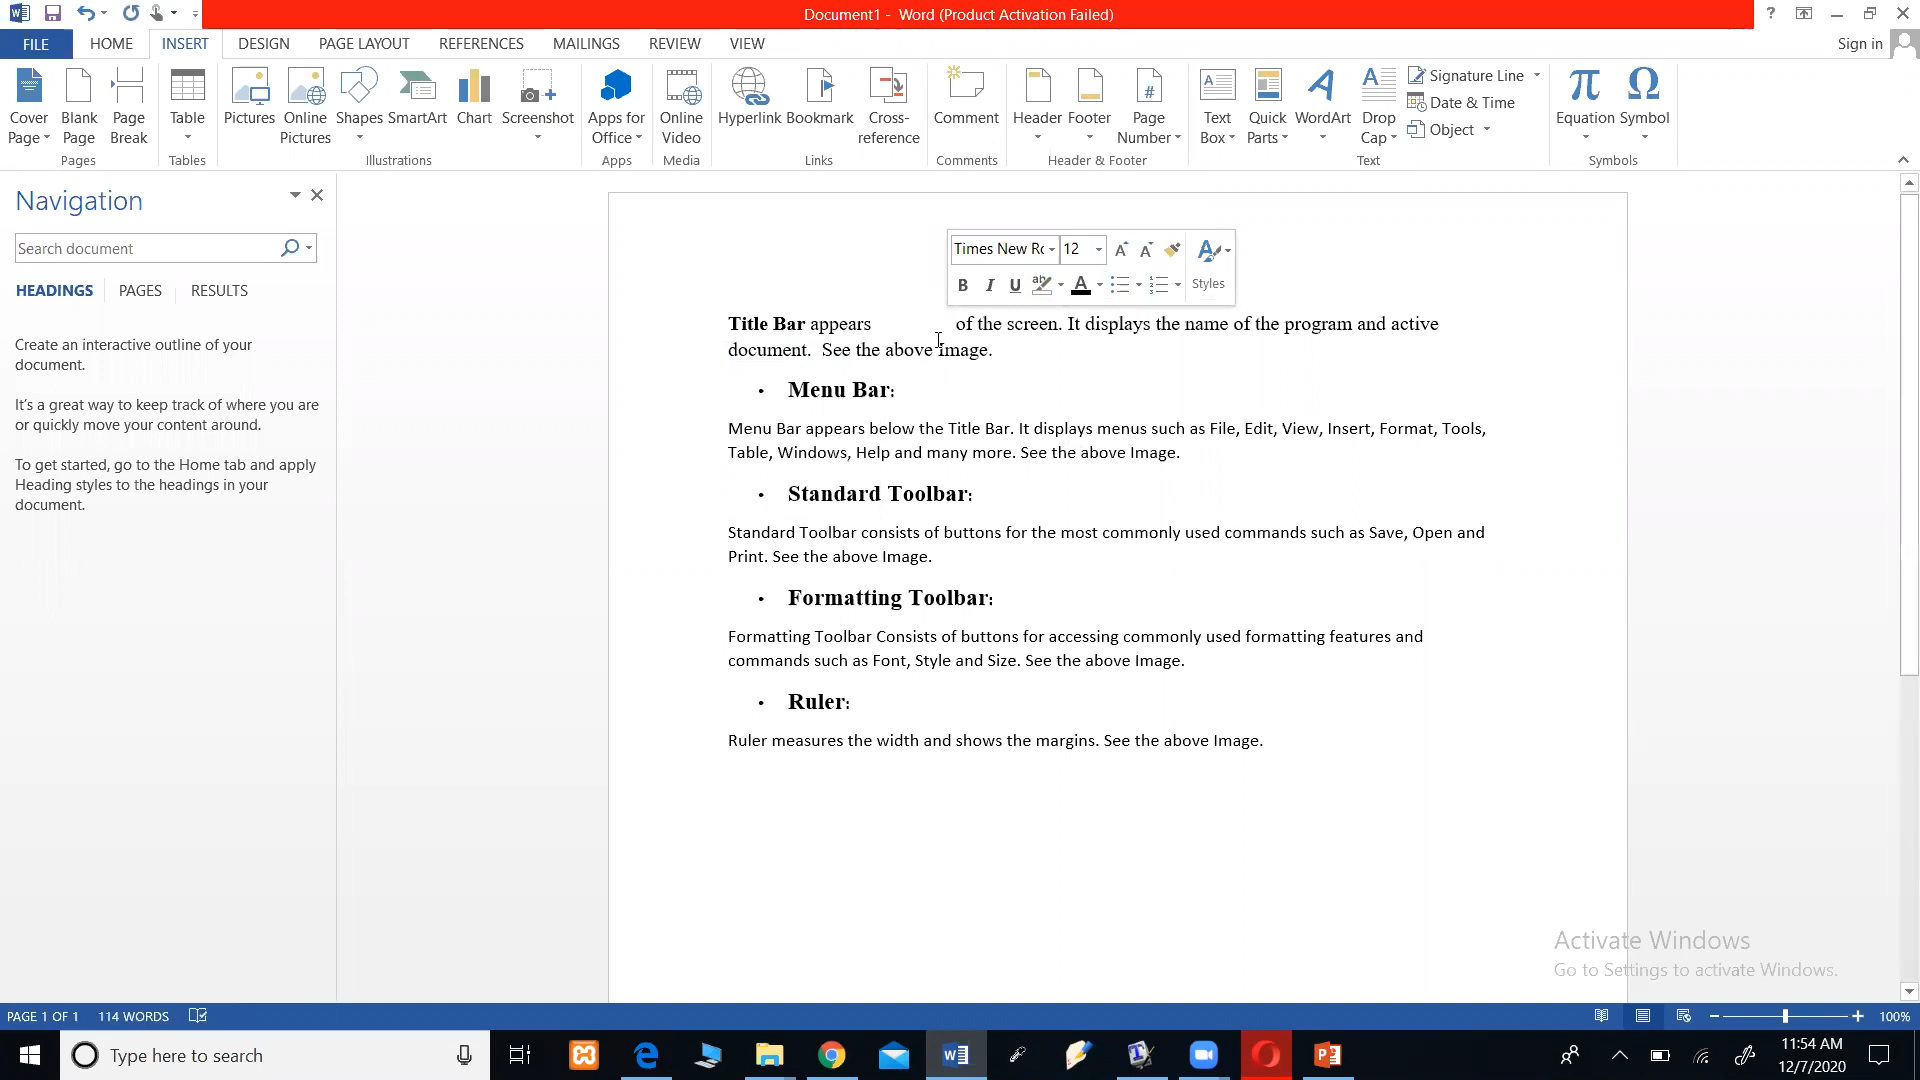 Document1 - Word (Product Activation Failed)
FILE HOME INSERT DESIGN PAGE LAYOUT REFERENCES MAILINGS REVIEW VIEW Sign in
Cover Page
Blank Page
Page Break
Pages
Table
Tables
Pictures
Online Pictures
Shapes
SmartArt
Chart
Screenshot
Illustrations
Apps for Office
Apps
Online Video
Media
Hyperlink
Bookmark
Cross-reference
Links
Comment
Comments
Header
Footer
Page Number
Header & Footer
Text Box
Quick Parts
WordArt
Drop Cap
Signature Line
Date & Time
Object
Text
Equation
Symbol
Symbols
Navigation
Search document
HEADINGS PAGES RESULTS
Create an interactive outline of your
document.
It's a great way to keep track of where you are
or quickly move your content around.
To get started, go to the Home tab and apply
Heading styles to the headings in your
document.
Times New Rc 12
B I U ab A Styles
Title Bar appears of the screen. It displays the name of the program and active
document. See the above Image.
• Menu Bar:
Menu Bar appears below the Title Bar. It displays menus such as File, Edit, View, Insert, Format, Tools,
Table, Windows, Help and many more. See the above Image.
• Standard Toolbar:
Standard Toolbar consists of buttons for the most commonly used commands such as Save, Open and
Print. See the above Image.
• Formatting Toolbar:
Formatting Toolbar Consists of buttons for accessing commonly used formatting features and
commands such as Font, Style and Size. See the above Image.
• Ruler:
Ruler measures the width and shows the margins. See the above Image.
Activate Windows
Go to Settings to activate Windows.
PAGE 1 OF 1 114 WORDS 100%
Type here to search
11:54 AM
12/7/2020